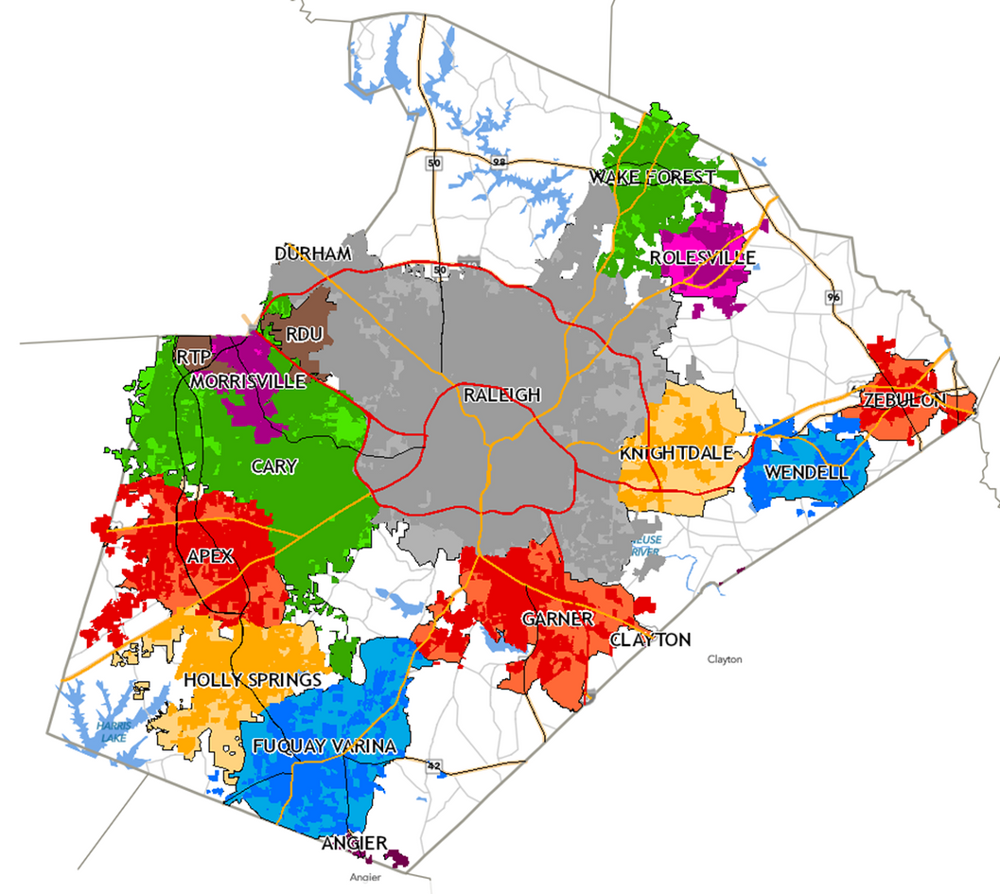 50
98
WAKE FOREST
DURHAM
ROLESVILLE
50
96
RDU
RTP
MORRISVILLE
RALEIGH
ZEBULON
KNIGHTDALE
CARY
WENDELL
NEUSE
RIVER
APEX
GARNER
CLAYTON
Clayton
HOLLY SPRINGS
HARRIS
LAKE
FUQUAY VARINA
42
ANGIER
Angier